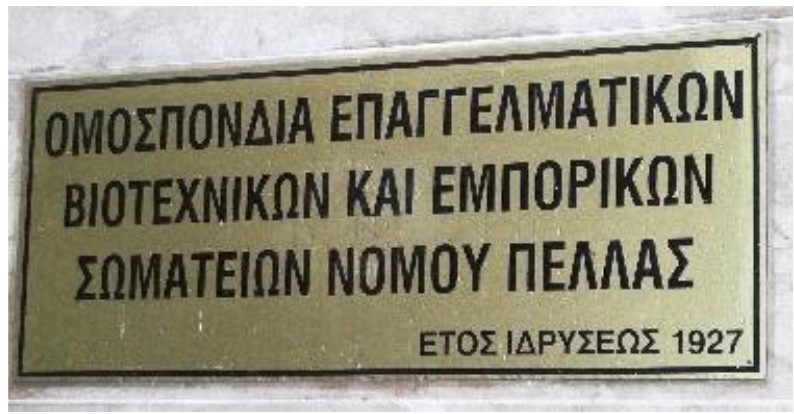 ΟΜΟΣΠΟΝΔΙΑ ΕΠΑΓΓΕΛΜΑΤΙΚΩΝ
ΒΙΟΤΕΧΝΙΚΩΝ ΚΑΙ ΕΜΠΟΡΙΚΩΝ
ΣΩΜΑΤΕΙΩΝ ΝΟΜΟΥ ΠΕΛΛΑΣ
ΕΤΟΣ ΙΔΡΥΣΕΩΣ 1927